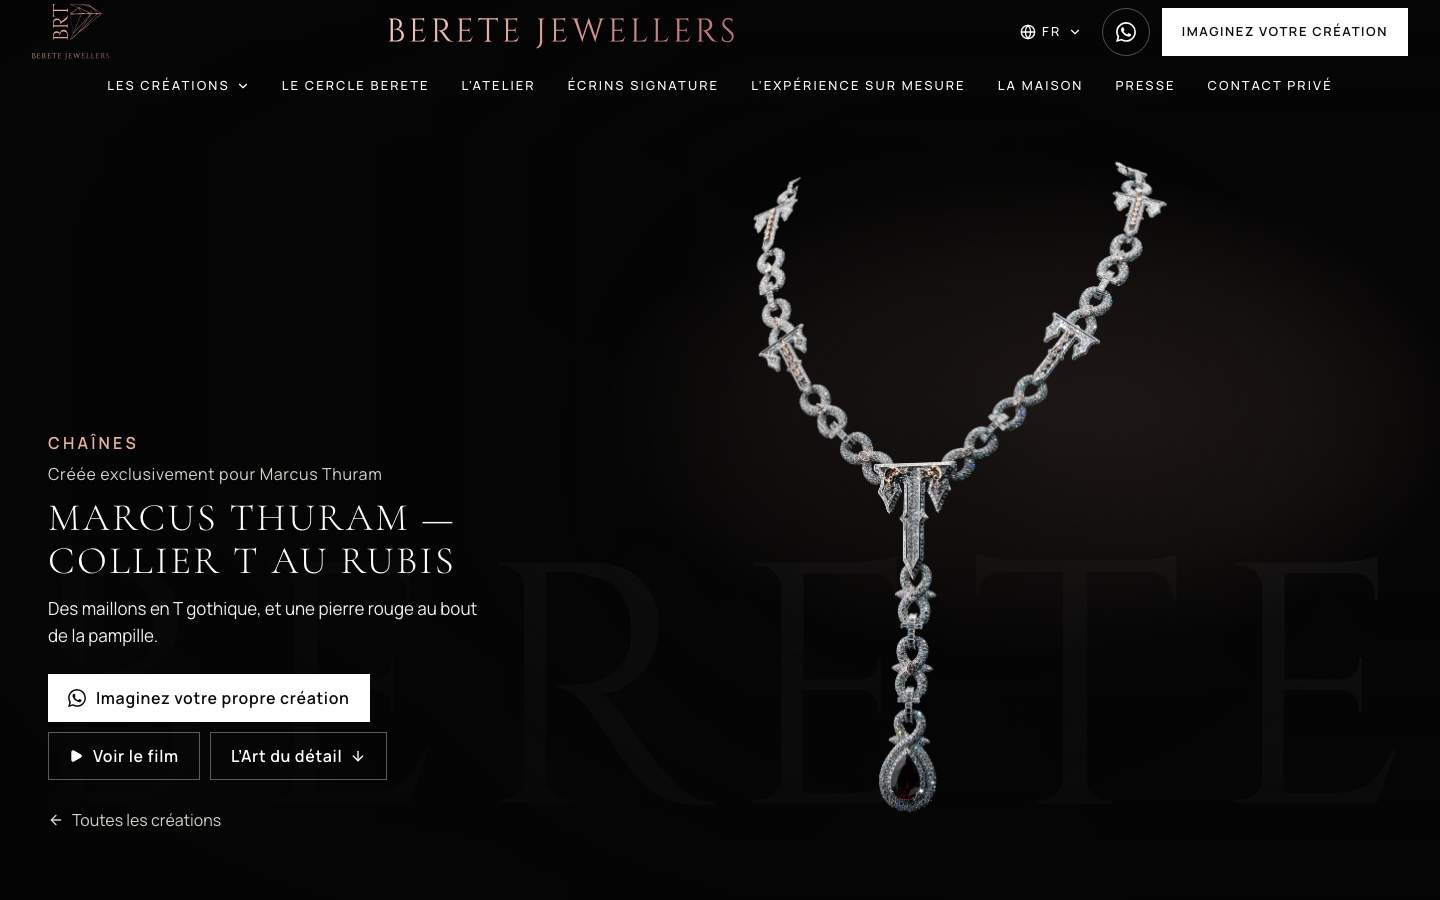 BRT
BERETE JEWELLERS
BERETE JEWELLERS
FR
IMAGINEZ VOTRE CRÉATION
LES CRÉATIONS
LE CERCLE BERETE
L'ATELIER
ÉCRINS SIGNATURE
L'EXPÉRIENCE SUR MESURE
LA MAISON
PRESSE
CONTACT PRIVÉ
CHAÎNES
Créée exclusivement pour Marcus Thuram
MARCUS THURAM —
COLLIER T AU RUBIS
Des maillons en T gothique, et une pierre rouge au bout
de la pampille.
Imaginez votre propre création
Voir le film
L'Art du détail
Toutes les créations
BERETE